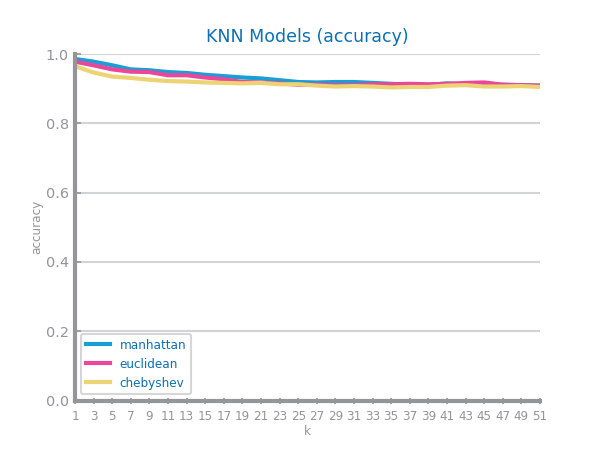 KNN Models (accuracy)
1.0
0.8
0.6
0.4
0.2
0.0
accuracy
manhattan
euclidean
chebyshev
1 3 5 7 9 11 13 15 17 19 21 23 25 27 29 31 33 35 37 39 41 43 45 47 49 51
k